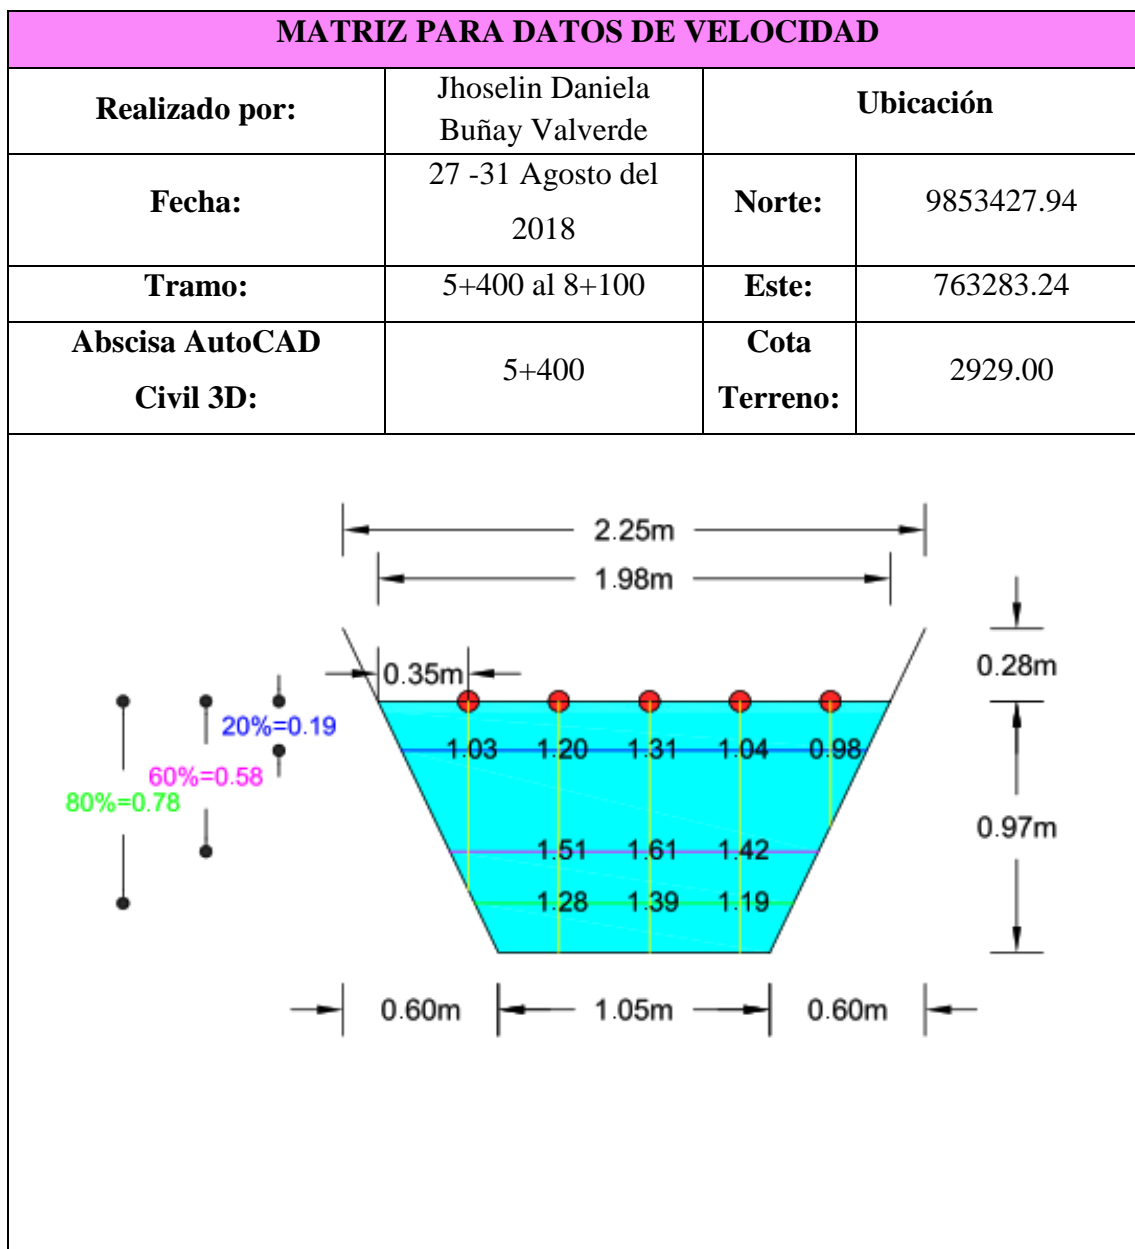 MATRIZ PARA DATOS DE VELOCIDAD
Realizado por:
Jhoselin Daniela
Buñay Valverde
Ubicación
Fecha:
27 -31 Agosto del
2018
Norte:
9853427.94
Tramo:
5+400 al 8+100
Este:
763283.24
Abscisa AutoCAD
Civil 3D:
5+400
Cota
Terreno:
2929.00
2.25m
1.98m
0.35m
0.28m
20%=0.19
1.03 1.20 1.31 1.04 0.98
60%=0.58
80%=0.78
0.97m
1.51 1.61 1.42
1.28 1.39 1.19
0.60m 1.05m 0.60m